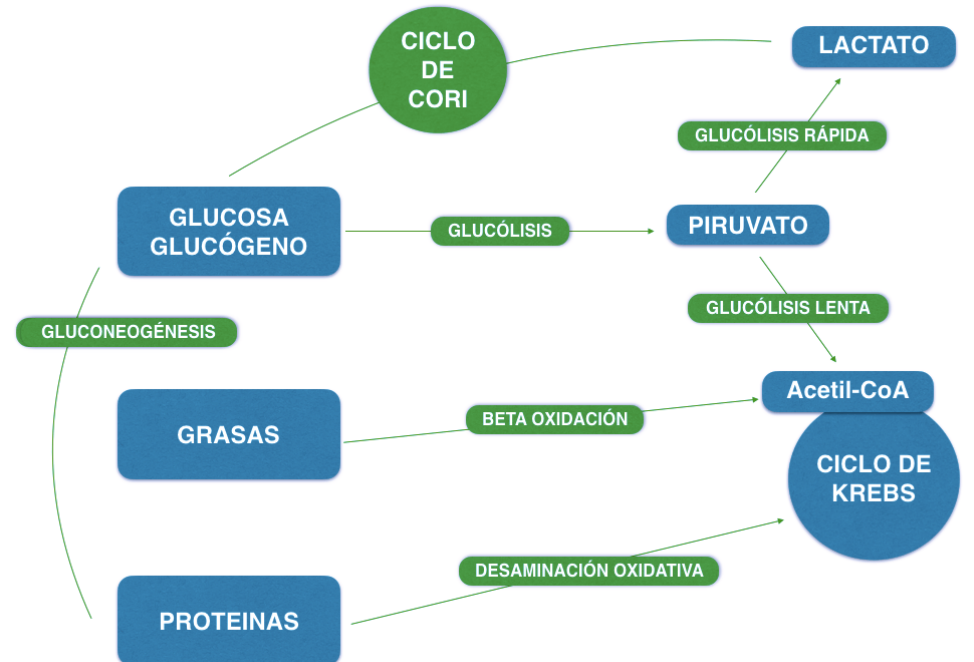 CICLO
DE
CORI
LACTATO
GLUCÓLISIS RÁPIDA
GLUCOSA
GLUCÓGENO
GLUCÓLISIS
PIRUVATO
GLUCÓLISIS LENTA
GLUCONEOGÉNESIS
Acetil-CoA
GRASAS
BETA OXIDACIÓN
CICLO DE
KREBS
DESAMINACIÓN OXIDATIVA
PROTEINAS